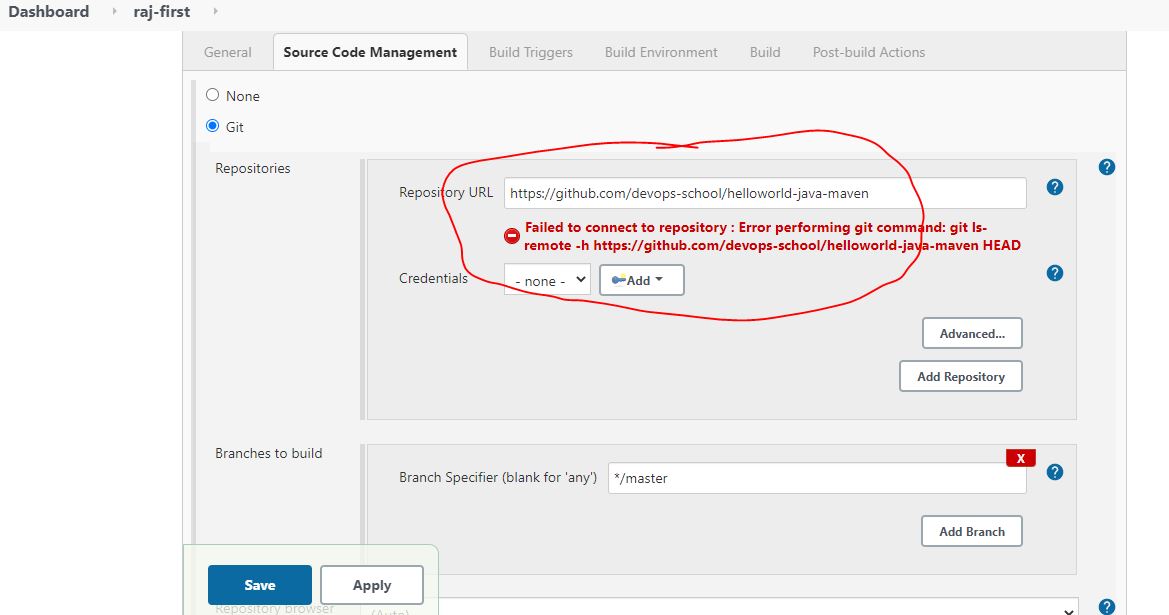 Dashboard raj-first
General Source Code Management Build Triggers Build Environment Build Post-build Actions
None
Git
Repositories
Repository URL https://github.com/devops-school/helloworld-java-maven
Failed to connect to repository : Error performing git command: git ls-
remote -h https://github.com/devops-school/helloworld-java-maven HEAD
Credentials - none - Add
Advanced...
Add Repository
Branches to build
X
Branch Specifier (blank for 'any') */master
Add Branch
Save Apply
Repository browser (Auto)